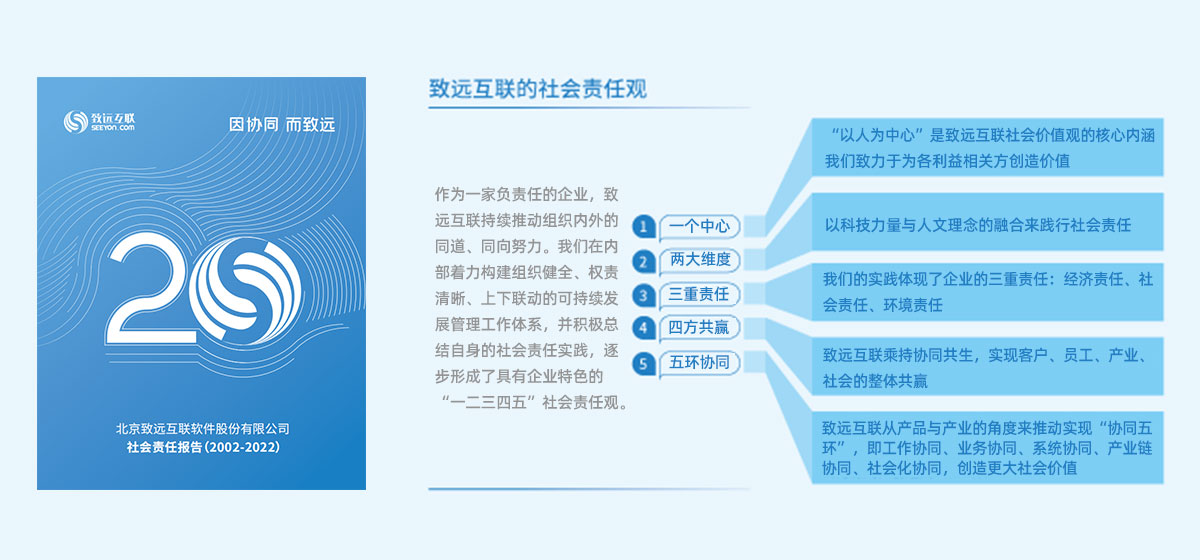 致远互联
SEEYON.COM
因协同 而致远
20
北京致远互联软件股份有限公司
社会责任报告(2002-2022)
致远互联的社会责任观
作为一家负责任的企业，致
远互联持续推动组织内外的
同道、同向努力。我们在内
部着力构建组织健全、权责
清晰、上下联动的可持续发
展管理工作体系，并积极总
结自身的社会责任实践，逐
步形成了具有企业特色的
“一二三四五”社会责任观。
1 一个中心
2 两大维度
3 三重责任
4 四方共赢
5 五环协同
“以人为中心”是致远互联社会价值观的核心内涵
我们致力于为各利益相关方创造价值
以科技力量与人文理念的融合来践行社会责任
我们的实践体现了企业的三重责任：经济责任、社
会责任、环境责任
致远互联乘持协同共生，实现客户、员工、产业、
社会的整体共赢
致远互联从产品与产业的角度来推动实现“协同五
环”，即工作协同、业务协同、系统协同、产业链
协同、社会化协同，创造更大社会价值